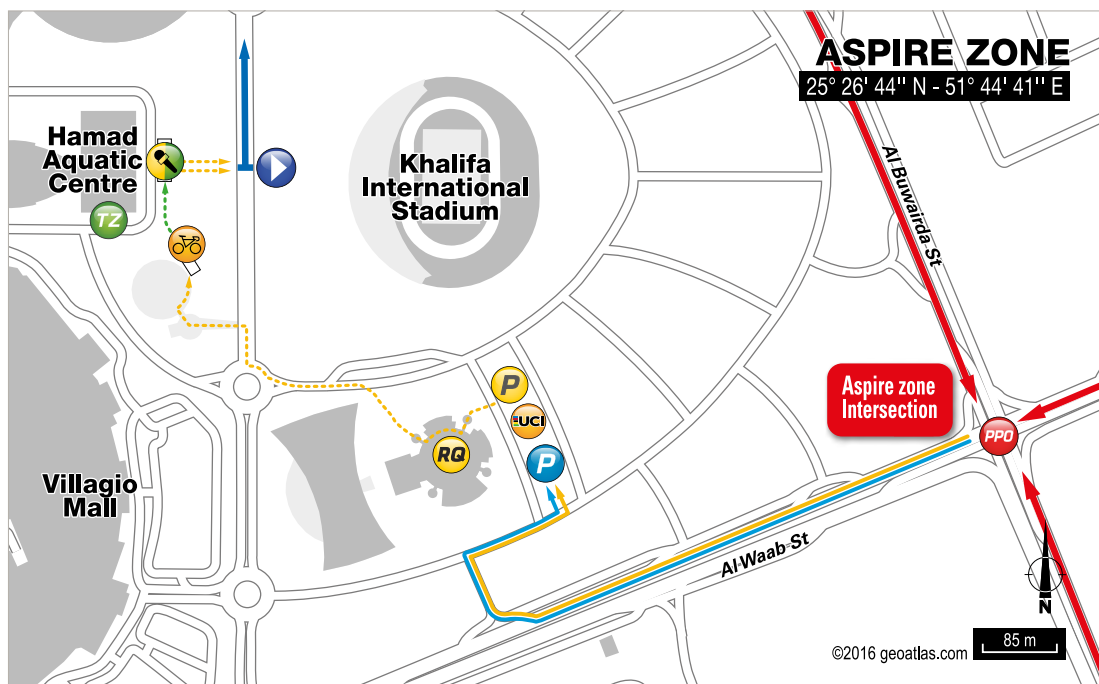 ASPIRE ZONE
25° 26' 44'' N - 51° 44' 41'' E
Hamad
Aquatic
Centre
TZ
Khalifa
International
Stadium
Al Buwairda St
Aspire zone
Intersection
PPO
P
UCI
RQ
P
Villagio
Mall
Al Waab St
N
85 m
©2016 geoatlas.com